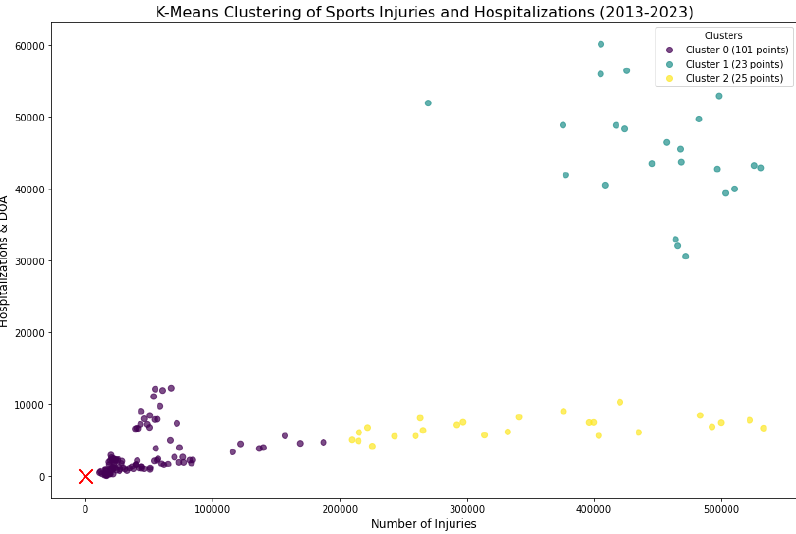 K-Means Clustering of Sports Injuries and Hospitalizations (2013-2023)
Clusters
Cluster 0 (101 points)
Cluster 1 (23 points)
Cluster 2 (25 points)
60000
50000
40000
30000
20000
10000
0
Hospitalizations & DOA
0
100000
200000
300000
400000
500000
Number of Injuries